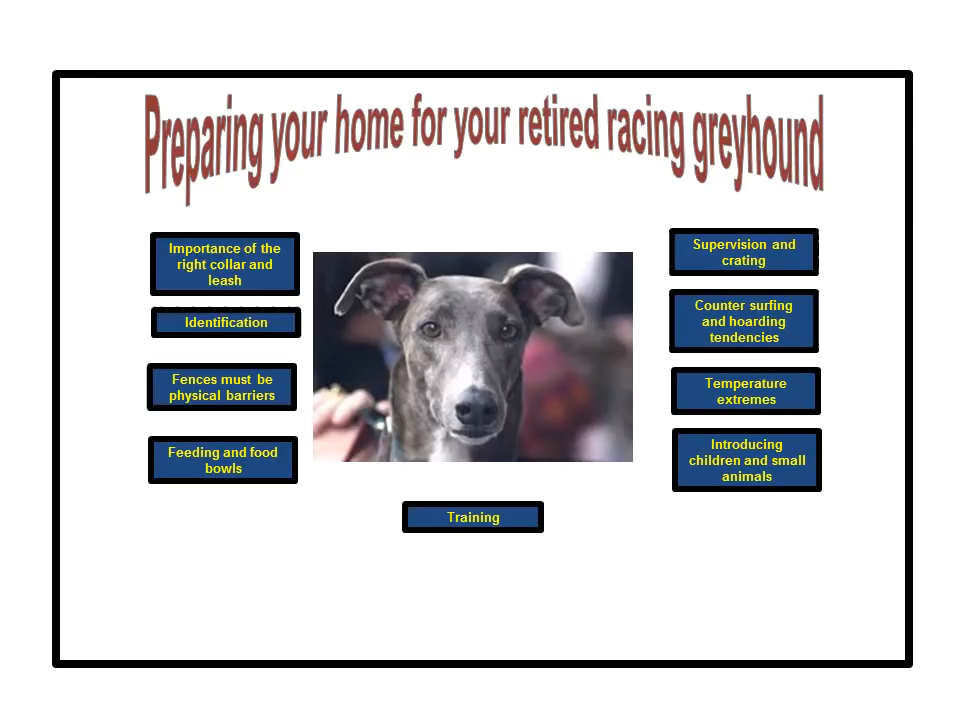 Preparing your home for your retired racing greyhound
Importance of the
right collar and
leash
Identification
Fences must be
physical barriers
Feeding and food
bowls
Supervision and
crating
Counter surfing
and hoarding
tendencies
Temperature
extremes
Introducing
children and small
animals
Training